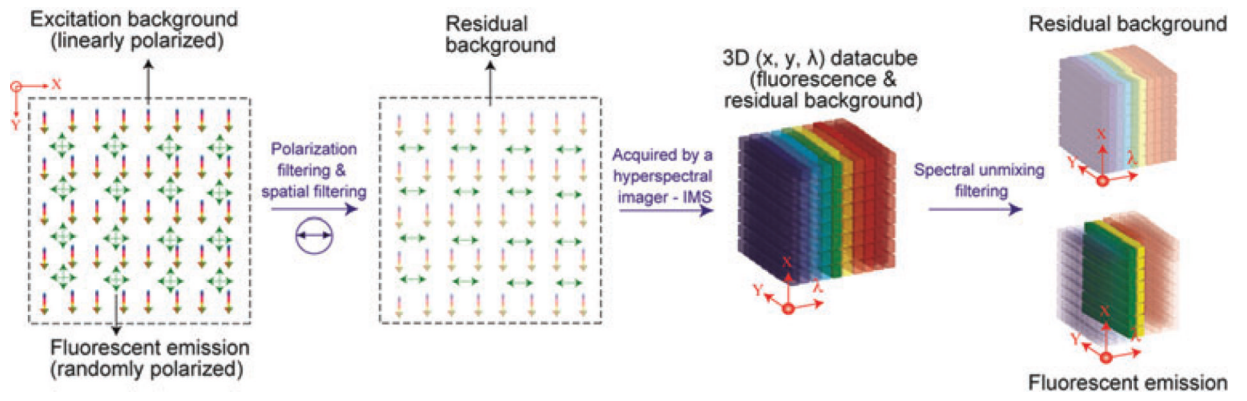 Excitation background
(linearly polarized)
X
Y
Fluorescent emission
(randomly polarized)
Polarization
filtering &
spatial filtering
Residual
background
Acquired by a
hyperspectral
imager - IMS
3D (x, y, λ) datacube
(fluorescence &
residual background)
X
Y
λ
Spectral unmixing
filtering
Residual background
X
Y
λ
X
Y
λ
Fluorescent emission